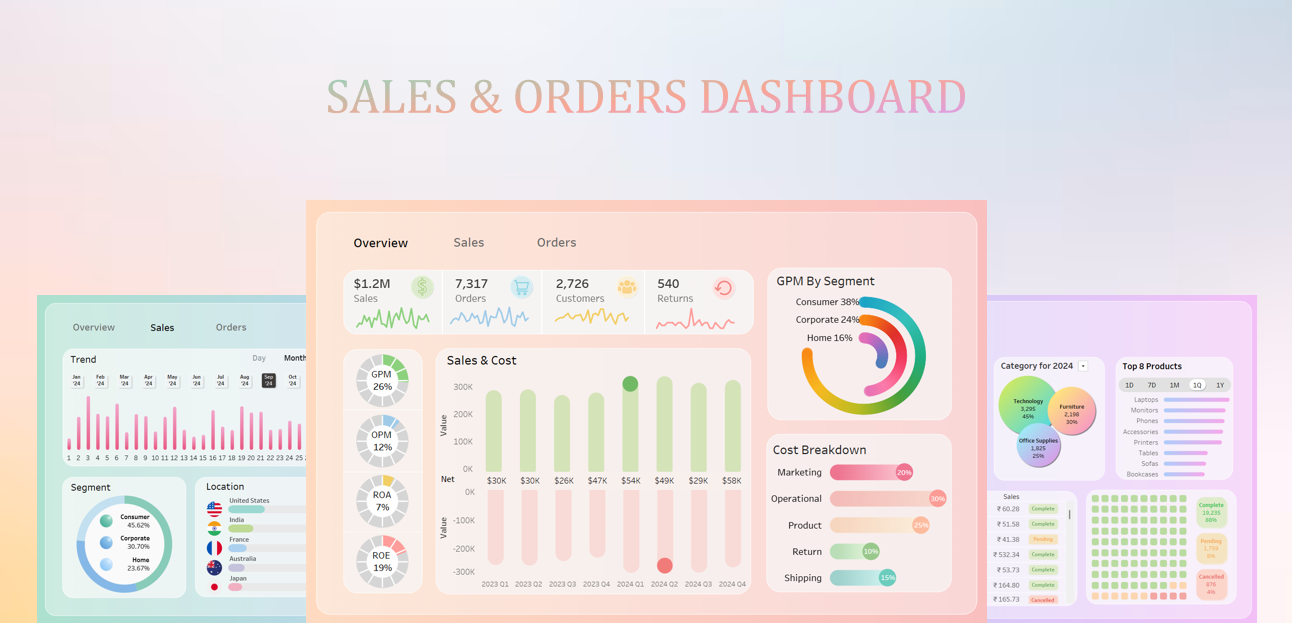 SALES & ORDERS DASHBOARD
Overview Sales Orders
Trend Day Month
Jan '24 Feb '24 Mar '24 Apr '24 May '24 Jun '24 Jul '24 Aug '24 Sep '24 Oct '24
1 2 3 4 5 6 7 8 9 10 11 12 13 14 15 16 17 18 19 20 21 22 23 24 25
Segment
Consumer
45.62%
Corporate
30.70%
Home
23.67%
Location
United States
India
France
Australia
Japan
Overview Sales Orders
$1.2M
Sales
7,317
Orders
2,726
Customers
540
Returns
GPM
26%
OPM
12%
ROA
7%
ROE
19%
Sales & Cost
Value
300K
200K
100K
0K
Net $30K $30K $26K $47K $54K $49K $29K $58K
Value
0K
-100K
-200K
-300K
2023 Q1 2023 Q2 2023 Q3 2023 Q4 2024 Q1 2024 Q2 2024 Q3 2024 Q4
GPM By Segment
Consumer 38%
Corporate 24%
Home 16%
Cost Breakdown
Marketing 20%
Operational 30%
Product 25%
Return 10%
Shipping 15%
Category for 2024
Technology
3,295
45%
Furniture
2,198
30%
Office Supplies
1,825
25%
Top 8 Products
1D 7D 1M 1Q 1Y
Laptops
Monitors
Phones
Accessories
Printers
Tables
Sofas
Bookcases
Sales
₹ 60.28 Complete
₹ 51.58 Complete
₹ 41.38 Pending
₹ 532.34 Complete
₹ 53.73 Complete
₹ 164.80 Complete
₹ 165.73 Cancelled
Complete
19,235
80%
Pending
Cancelled
876
4%